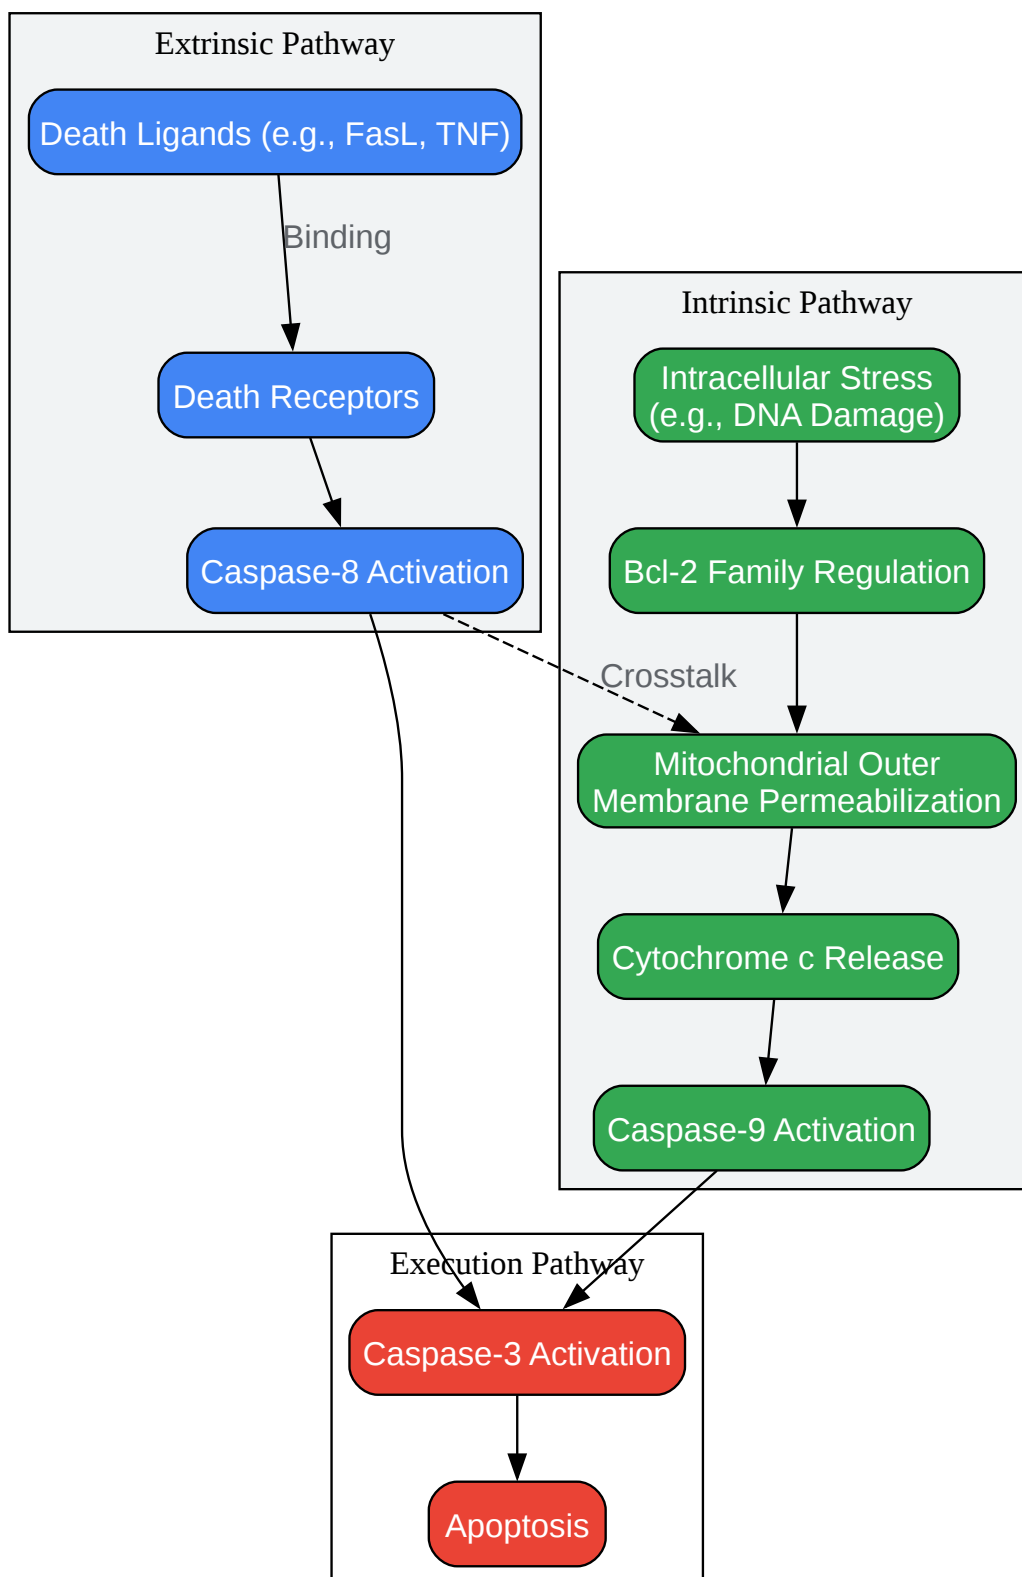 Extrinsic Pathway
Death Ligands (e.g., FasL, TNF)
Binding
Death Receptors
Caspase-8 Activation
Crosstalk
Intrinsic Pathway
Intracellular Stress
(e.g., DNA Damage)
Bcl-2 Family Regulation
Mitochondrial Outer
Membrane Permeabilization
Cytochrome c Release
Caspase-9 Activation
Execution Pathway
Caspase-3 Activation
Apoptosis